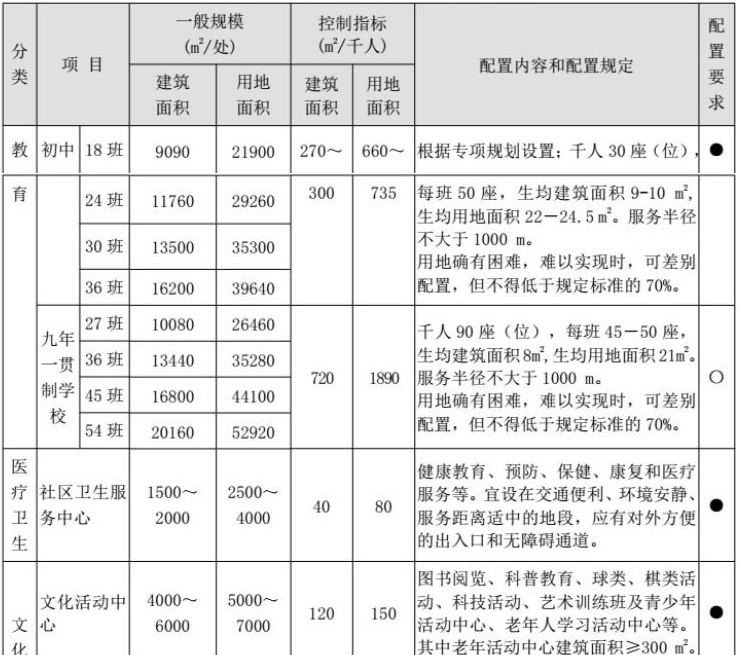 分类 项 目 一般规模(m²/处) 控制指标(m²/千人) 配置内容和配置规定 配置要求
建筑面积 用地面积 建筑面积 用地面积
教 初中 18 班 9090 21900 270～ 660～ 根据专项规划设置；千人 30 座（位）， ●
育 24 班 11760 29260 300 735 每班 50 座，生均建筑面积 9-10 m²,
生均用地面积 22—24.5 m²。服务半径
30 班 13500 35300 不大于 1000 m。
用地确有困难，难以实现时，可差别
36 班 16200 39640 配置，但不得低于规定标准的 70%。
九年一贯制学校 27 班 10080 26460 720 1890 千人 90 座（位），每班 45—50 座， ○
36 班 13440 35280 生均建筑面积 8m², 生均用地面积 21m²。
服务半径不大于 1000 m。
45 班 16800 44100 用地确有困难，难以实现时，可差别
54 班 20160 52920 配置，但不得低于规定标准的 70%。
医疗卫生 社区卫生服务中心 1500～2000 2500～4000 40 80 健康教育、预防、保健、康复和医疗 ●
服务等。宜设在交通便利、环境安静、
服务距离适中的地段，应有对外方便
的出入口和无障碍通道。
文化 文化活动中心 4000～6000 5000～7000 120 150 图书阅览、科普教育、球类、棋类活 ●
动、科技活动、艺术训练班及青少年
活动中心、老年人学习活动中心等。
其中老年活动中心建筑面积≥300 m²。